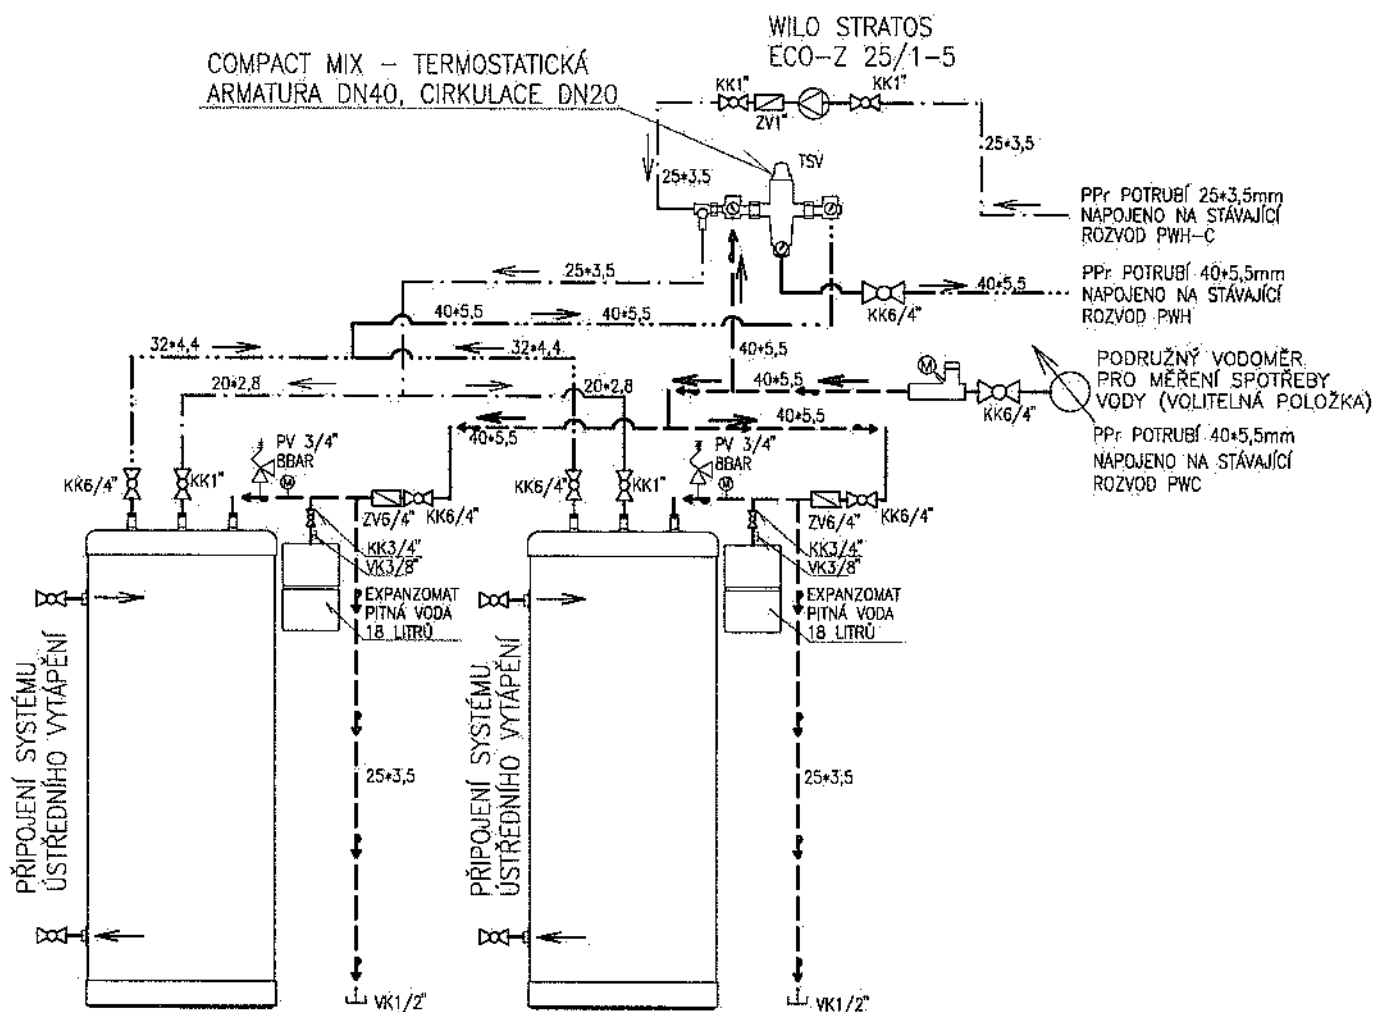 WILO STRATOS
ECO-Z 25/1-5
COMPACT MIX - TERMOSTATICKÁ
ARMATURA DN40, CIRKULACE DN20
KK1"
ZV1"
KK1"
25*3,5
25*3,5
TSV
PPr POTRUBÍ 25*3,5mm
NAPOJENO NA STÁVAJÍCÍ
ROZVOD PWH-C
25*3,5
PPr POTRUBÍ 40*5,5mm
NAPOJENO NA STÁVAJÍCÍ
ROZVOD PWH
40*5,5
KK6/4"
40*5,5
40*5,5
32*4,4
32*4,4
40*5,5
20*2,8
20*2,8
40*5,5
M
KK6/4"
PODRUŽNÝ VODOMĚR
PRO MĚŘENÍ SPOTŘEBY
VODY (VOLITELNÁ POLOŽKA)
PPr POTRUBÍ 40*5,5mm
NAPOJENO NA STÁVAJÍCÍ
ROZVOD PWC
40*5,5
40*5,5
PV 3/4"
8BAR
M
PV 3/4"
8BAR
M
KK6/4"
KK1"
KK6/4"
KK1"
ZV6/4"
KK6/4"
ZV6/4"
KK6/4"
KK3/4"
VK3/8"
KK3/4"
VK3/8"
EXPANZOMAT
PITNÁ VODA
18 LITRŮ
EXPANZOMAT
PITNÁ VODA
18 LITRŮ
PŘIPOJENÍ SYSTÉMU
ÚSTŘEDNÍHO VYTÁPĚNÍ
PŘIPOJENÍ SYSTÉMU
ÚSTŘEDNÍHO VYTÁPĚNÍ
25*3,5
25*3,5
VK1/2"
VK1/2"